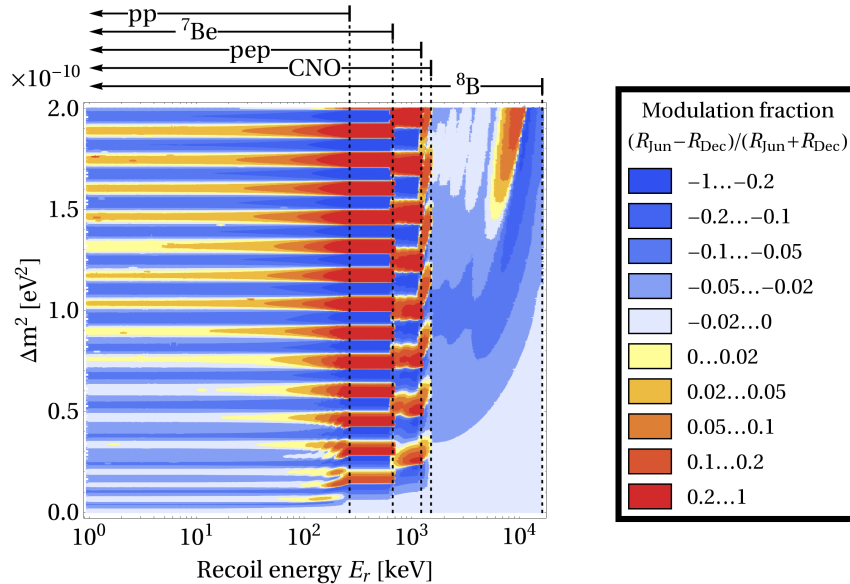 pp
⁷Be
pep
CNO
⁸B
×10⁻¹⁰
2.0
1.5
1.0
0.5
0.0
Δm² [eV²]
10⁰ 10¹ 10² 10³ 10⁴
Recoil energy Eᵣ [keV]
Modulation fraction
(R_Jun−R_Dec)/(R_Jun+R_Dec)
−1…−0.2
−0.2…−0.1
−0.1…−0.05
−0.05…−0.02
−0.02…0
0…0.02
0.02…0.05
0.05…0.1
0.1…0.2
0.2…1